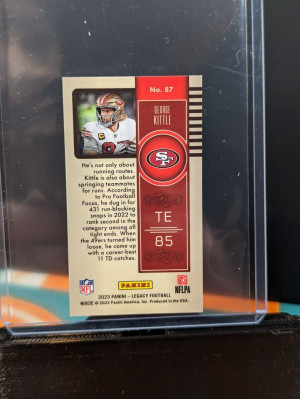 No. 87
GEORGE
KITTLE
SF
He's not only about
running routes.
Kittle is also about
springing teammates
for runs. According
to Pro Football
Focus, he dug in for
431 run-blocking
snaps in 2022 to
rank second in the
category among all
tight ends. When
the 49ers turned him
loose, he came up
with a career-best
11 TD catches.
TE
85
NFL
PANINI
NFLPA
2023 PANINI - LEGACY FOOTBALL
© 2023 Panini America, Inc. Produced in the USA.